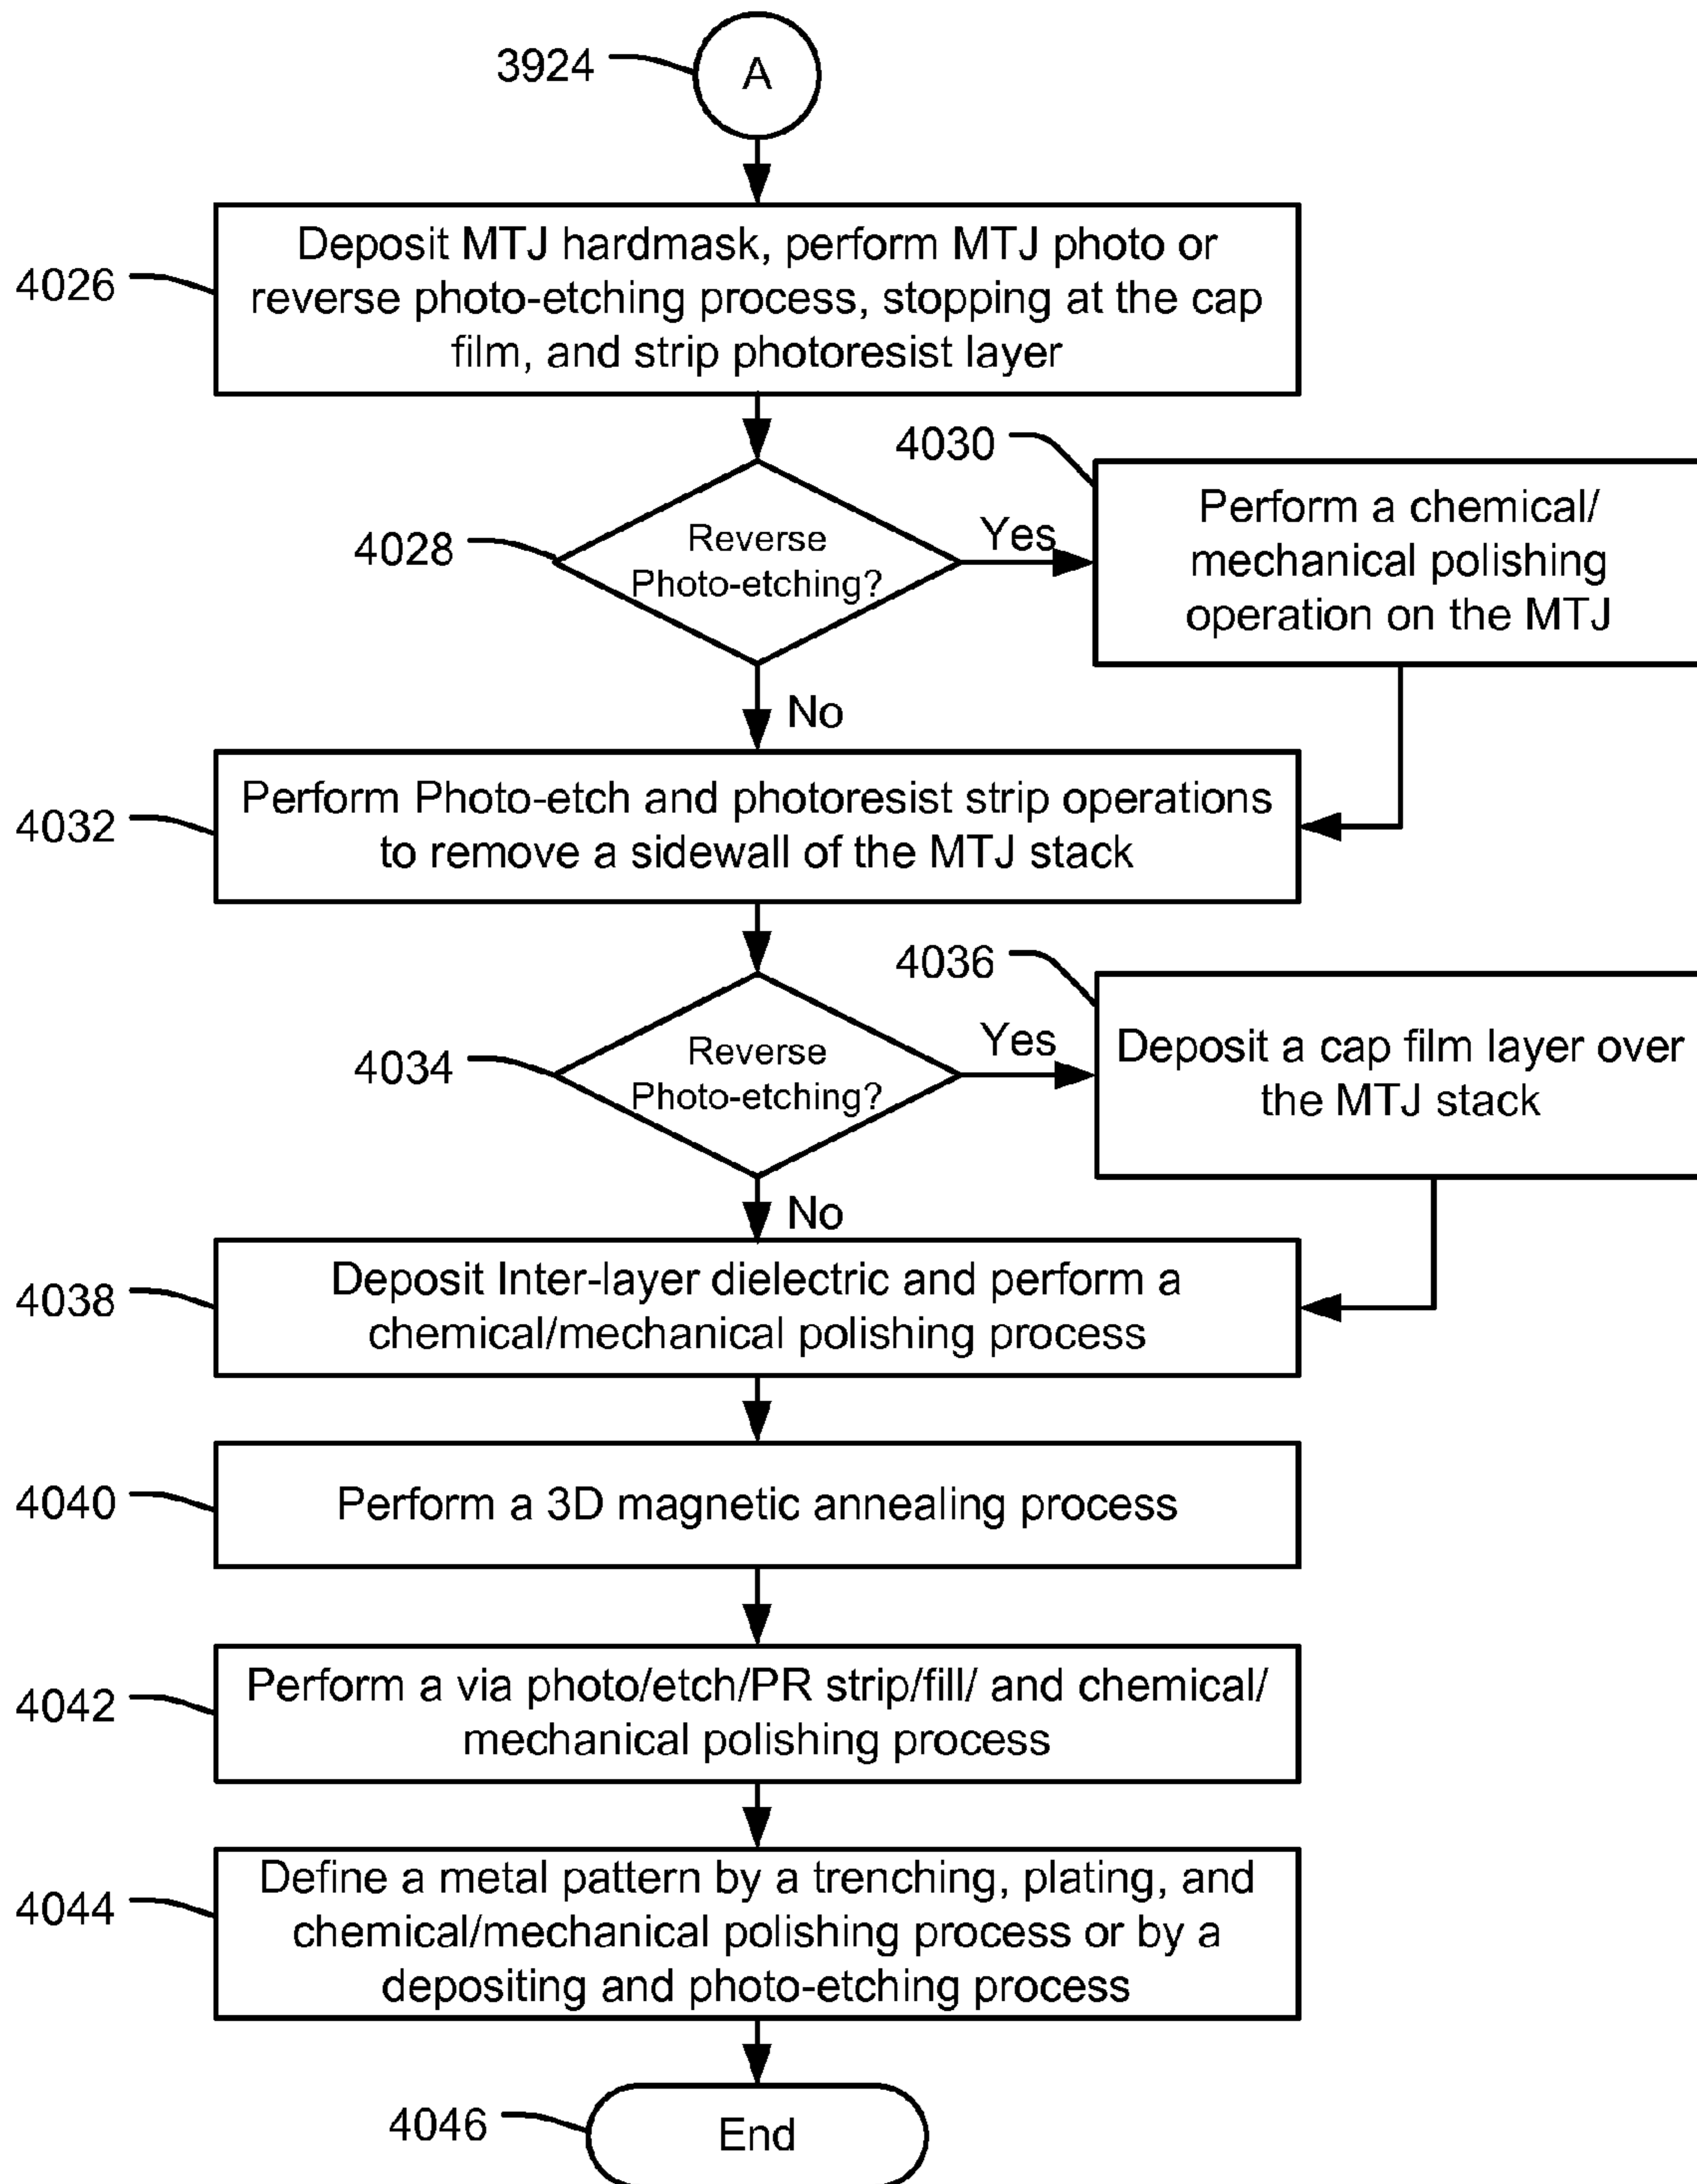 3924
A
4026
Deposit MTJ hardmask, perform MTJ photo or
reverse photo-etching process, stopping at the cap
film, and strip photoresist layer
4028
Reverse
Photo-etching?
Yes
4030
Perform a chemical/
mechanical polishing
operation on the MTJ
No
4032
Perform Photo-etch and photoresist strip operations
to remove a sidewall of the MTJ stack
4034
Reverse
Photo-etching?
Yes
4036
Deposit a cap film layer over
the MTJ stack
No
4038
Deposit Inter-layer dielectric and perform a
chemical/mechanical polishing process
4040
Perform a 3D magnetic annealing process
4042
Perform a via photo/etch/PR strip/fill/ and chemical/
mechanical polishing process
4044
Define a metal pattern by a trenching, plating, and
chemical/mechanical polishing process or by a
depositing and photo-etching process
4046
End